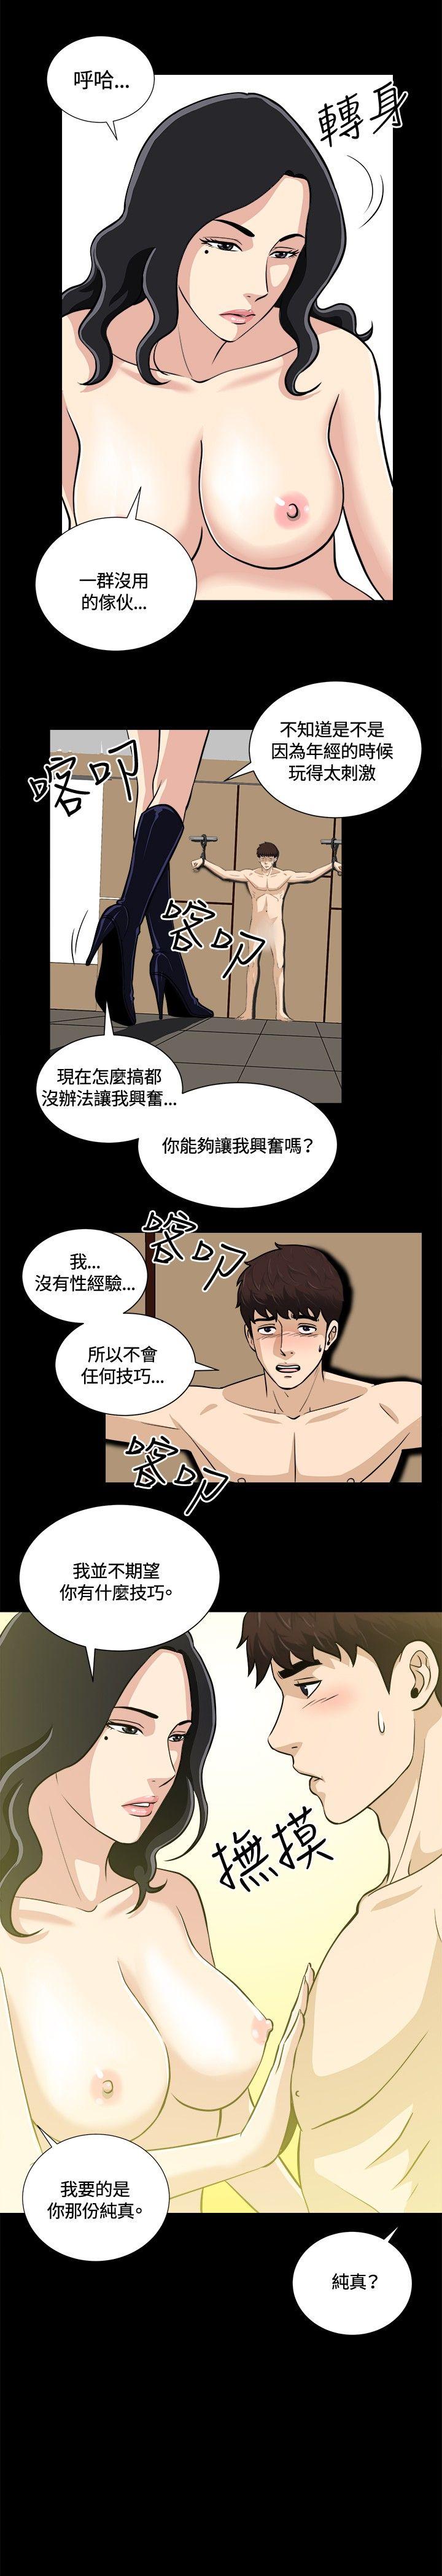 呼哈...
轉身
一群沒用
的傢伙...
不知道是不是
因為年經的時候
玩得太刺激
喀叩
喀叩
現在怎麼搞都
沒辦法讓我興奮...
你能夠讓我興奮嗎？
喀叩
我...
沒有性經驗...
所以不會
任何技巧...
喀叩
我並不期望
你有什麼技巧。
撫摸
我要的是
你那份純真。
純真？